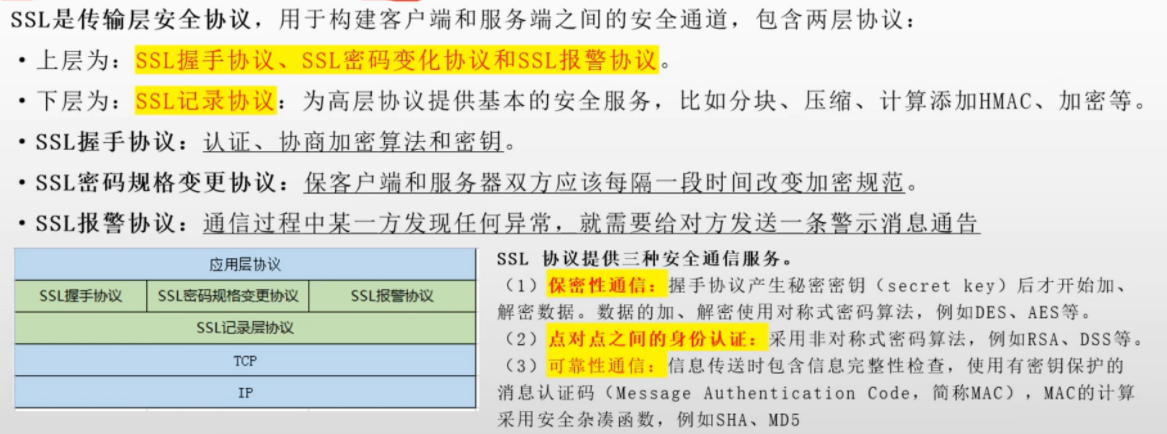 SSL是传输层安全协议，用于构建客户端和服务端之间的安全通道，包含两层协议：
•上层为：SSL握手协议、SSL密码变化协议和SSL报警协议。
•下层为：SSL记录协议：为高层协议提供基本的安全服务，比如分块、压缩、计算添加HMAC、加密等。
•SSL握手协议：认证、协商加密算法和密钥。
•SSL密码规格变更协议：保客户端和服务器双方应该每隔一段时间改变加密规范。
•SSL报警协议：通信过程中某一方发现任何异常，就需要给对方发送一条警示消息通告
应用层协议
SSL握手协议 SSL密码规格变更协议 SSL报警协议
SSL记录层协议
TCP
IP
SSL 协议提供三种安全通信服务。
（1）保密性通信：握手协议产生秘密密钥（secret key）后才开始加、
解密数据。数据的加、解密使用对称式密码算法，例如DES、AES等。
（2）点对点之间的身份认证：采用非对称式密码算法，例如RSA、DSS等。
（3）可靠性通信：信息传送时包含信息完整性检查，使用有密钥保护的
消息认证码（Message Authentication Code，简称MAC），MAC的计算
采用安全杂凑函数，例如SHA、MD5